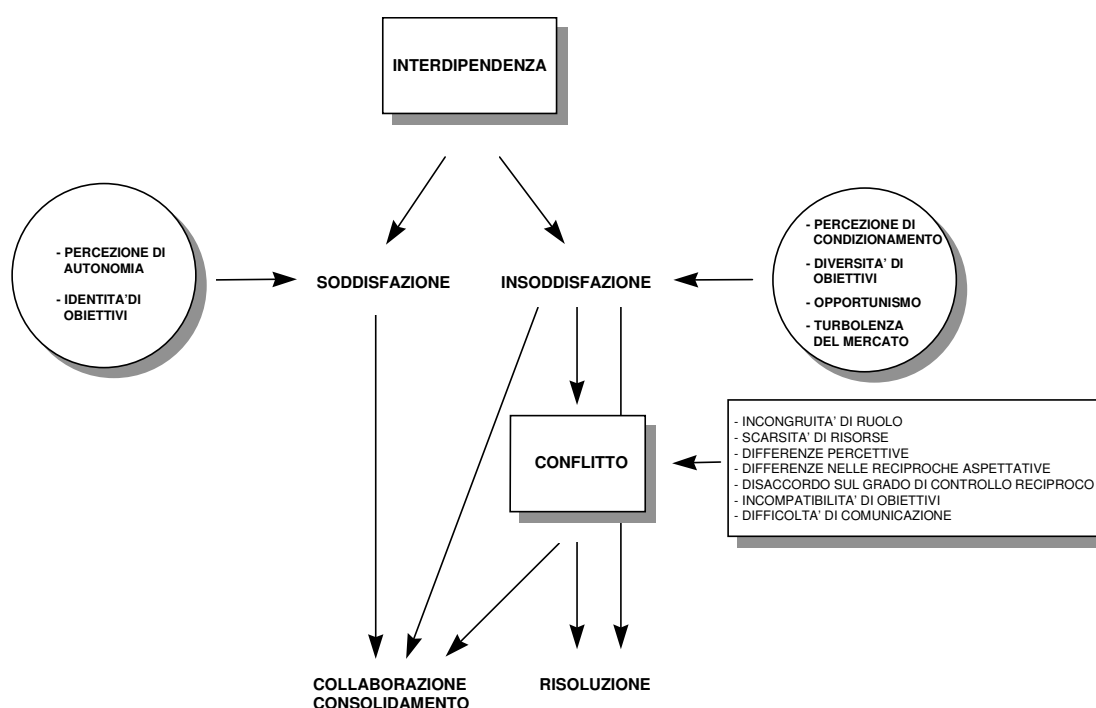 INTERDIPENDENZA
- PERCEZIONE DI
AUTONOMIA
- IDENTITA'DI
OBIETTIVI
SODDISFAZIONE
INSODDISFAZIONE
- PERCEZIONE DI
CONDIZIONAMENTO
- DIVERSITA' DI
OBIETTIVI
- OPPORTUNISMO
- TURBOLENZA
DEL MERCATO
CONFLITTO
- INCONGRUITA' DI RUOLO
- SCARSITA' DI RISORSE
- DIFFERENZE PERCETTIVE
- DIFFERENZE NELLE RECIPROCHE ASPETTATIVE
- DISACCORDO SUL GRADO DI CONTROLLO RECIPROCO
- INCOMPATIBILITA' DI OBIETTIVI
- DIFFICOLTA' DI COMUNICAZIONE
COLLABORAZIONE
CONSOLIDAMENTO
RISOLUZIONE